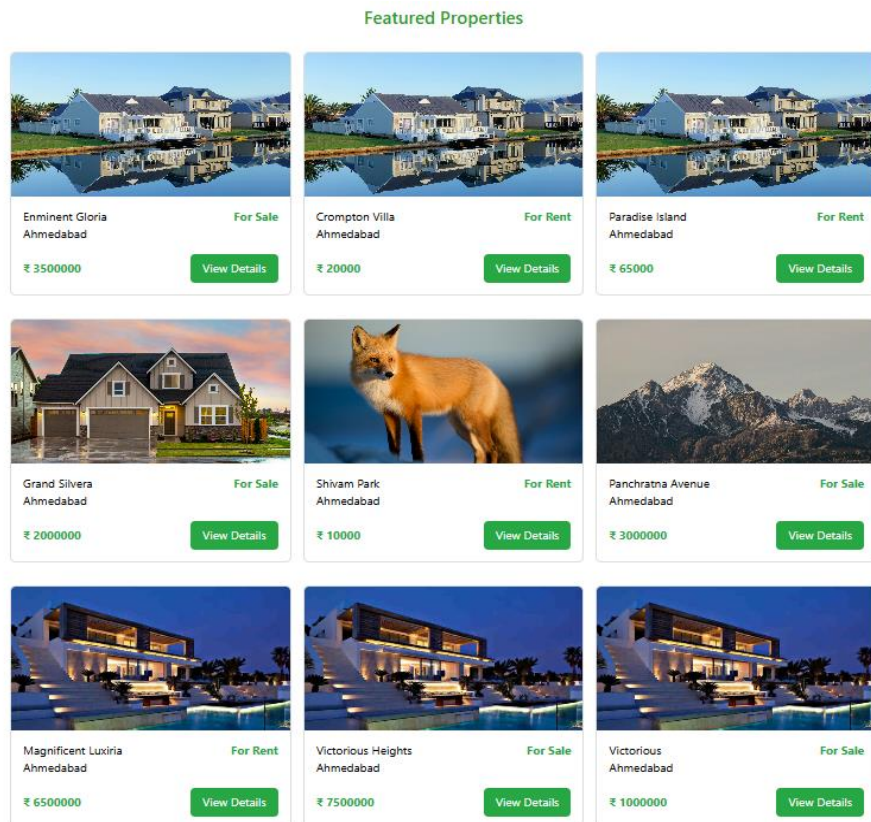 Featured Properties
Enminent Gloria
For Sale
Ahmedabad
₹ 3500000
View Details
Crompton Villa
For Rent
Ahmedabad
₹ 20000
View Details
Paradise Island
For Rent
Ahmedabad
₹ 65000
View Details
Grand Silvera
For Sale
Ahmedabad
₹ 2000000
View Details
Shivam Park
For Rent
Ahmedabad
₹ 10000
View Details
Panchratna Avenue
For Sale
Ahmedabad
₹ 3000000
View Details
Magnificent Luxiria
For Rent
Ahmedabad
₹ 6500000
View Details
Victorious Heights
For Sale
Ahmedabad
₹ 7500000
View Details
Victorious
For Sale
Ahmedabad
₹ 1000000
View Details